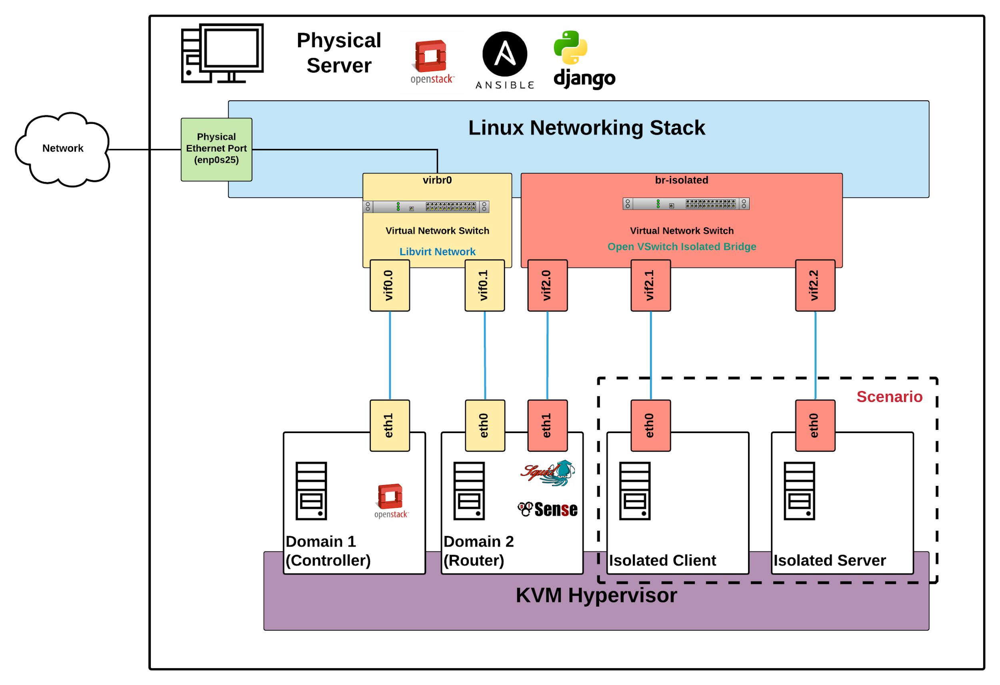 Physical
Server
openstack™
ANSIBLE
django
Linux Networking Stack
Network
Physical
Ethernet Port
(enp0s25)
virbr0
Virtual Network Switch
Libvirt Network
br-isolated
Virtual Network Switch
Open VSwitch Isolated Bridge
vif0.0
vif0.1
vif2.0
vif2.1
vif2.2
Scenario
eth1
eth0
eth1
eth0
eth0
openstack™
Squid
pf Sense
Domain 1
(Controller)
Domain 2
(Router)
Isolated Client
Isolated Server
KVM Hypervisor